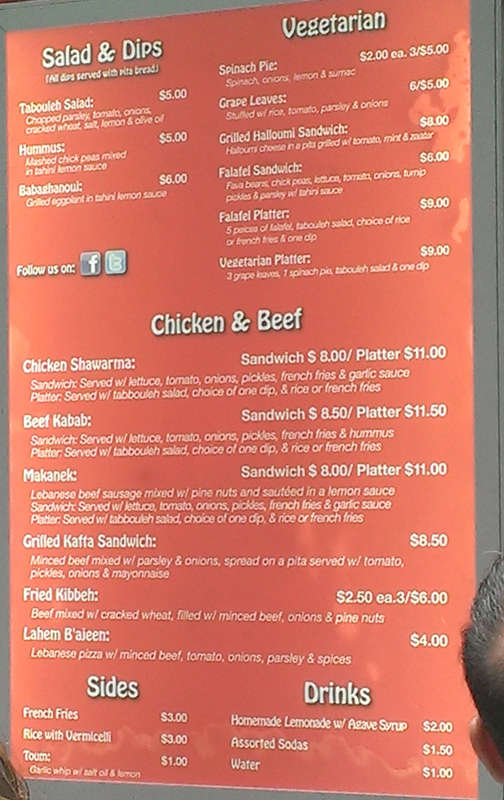 Salad & Dips
(All dips served with pita bread)
Tabouleh Salad: $5.00
Chopped parsley, tomato, onions,
cracked wheat, salt, lemon & olive oil
Hummus: $5.00
Mashed chick peas mixed
in tahini lemon sauce
Babaghanouj: $6.00
Grilled eggplant in tahini lemon sauce
Follow us on: f t
Vegetarian
Spinach Pie: $2.00 ea. 3/$5.00
Spinach, onions, lemon & sumac
Grape Leaves: 6/$5.00
Stuffed w/ rice, tomato, parsley & onions
Grilled Halloumi Sandwich: $8.00
Halloumi cheese in a pita grilled w/ tomato, mint & zaatar
Falafel Sandwich: $6.00
Fava beans, chick peas, lettuce, tomato, onions, turnip
pickles & parsley w/ tahini sauce
Falafel Platter: $9.00
5 peices of falafel, tabouleh salad, choice of rice
or french fries & one dip
Vegetarian Platter: $9.00
3 grape leaves, 1 spinach pie, tabouleh salad & one dip
Chicken & Beef
Chicken Shawarma: Sandwich $ 8.00/ Platter $11.00
Sandwich: Served w/ lettuce, tomato, onions, pickles, french fries & garlic sauce
Platter: Served w/ tabbouleh salad, choice of one dip, & rice or french fries
Beef Kabab: Sandwich $ 8.50/ Platter $11.50
Sandwich: Served w/ lettuce, tomato, onions, pickles, french fries & hummus
Platter: Served w/ tabbouleh salad, choice of one dip, & rice or french fries
Makanek: Sandwich $ 8.00/ Platter $11.00
Lebanese beef sausage mixed w/ pine nuts and sautéed in a lemon sauce
Sandwich: Served w/ lettuce, tomato, onions, pickles, french fries & garlic sauce
Platter: Served w/ tabbouleh salad, choice of one dip, & rice or french fries
Grilled Kafta Sandwich: $8.50
Minced beef mixed w/ parsley & onions, spread on a pita served w/ tomato,
pickles, onions & mayonnaise
Fried Kibbeh: $2.50 ea.3/$6.00
Beef mixed w/ cracked wheat, filled w/ minced beef, onions & pine nuts
Lahem B'ajeen: $4.00
Lebanese pizza w/ minced beef, tomato, onions, parsley & spices
Sides
French Fries $3.00
Rice with Vermicelli $3.00
Toum: $1.00
Garlic whip w/ salt oil & lemon
Drinks
Homemade Lemonade w/ Agave Syrup $2.00
Assorted Sodas $1.50
Water $1.00